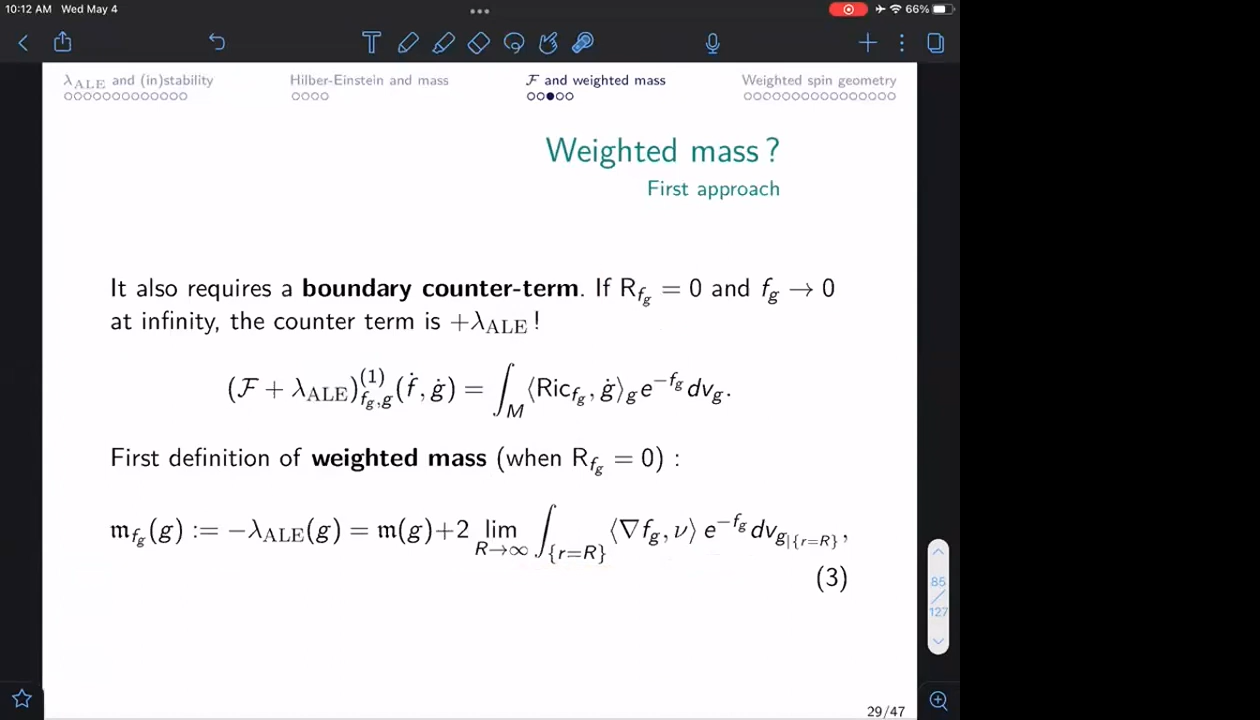 10:12 AM Wed May 4
66%
λ_ALE and (in)stability
Hilber-Einstein and mass
F and weighted mass
Weighted spin geometry
Weighted mass ?
First approach
It also requires a boundary counter-term. If R_{f_g} = 0 and f_g → 0
at infinity, the counter term is +λ_ALE !
(F + λ_ALE)^{(1)}_{f_g,g}(ḟ, ġ) = ∫_M ⟨Ric_{f_g}, ġ⟩_g e^{−f_g} dv_g.
First definition of weighted mass (when R_{f_g} = 0) :
𝔪_{f_g}(g) := −λ_ALE(g) = 𝔪(g)+2 lim_{R→∞} ∫_{{r=R}} ⟨∇f_g, ν⟩ e^{−f_g} dv_{g|{r=R}},
(3)
85
/
127
29/47